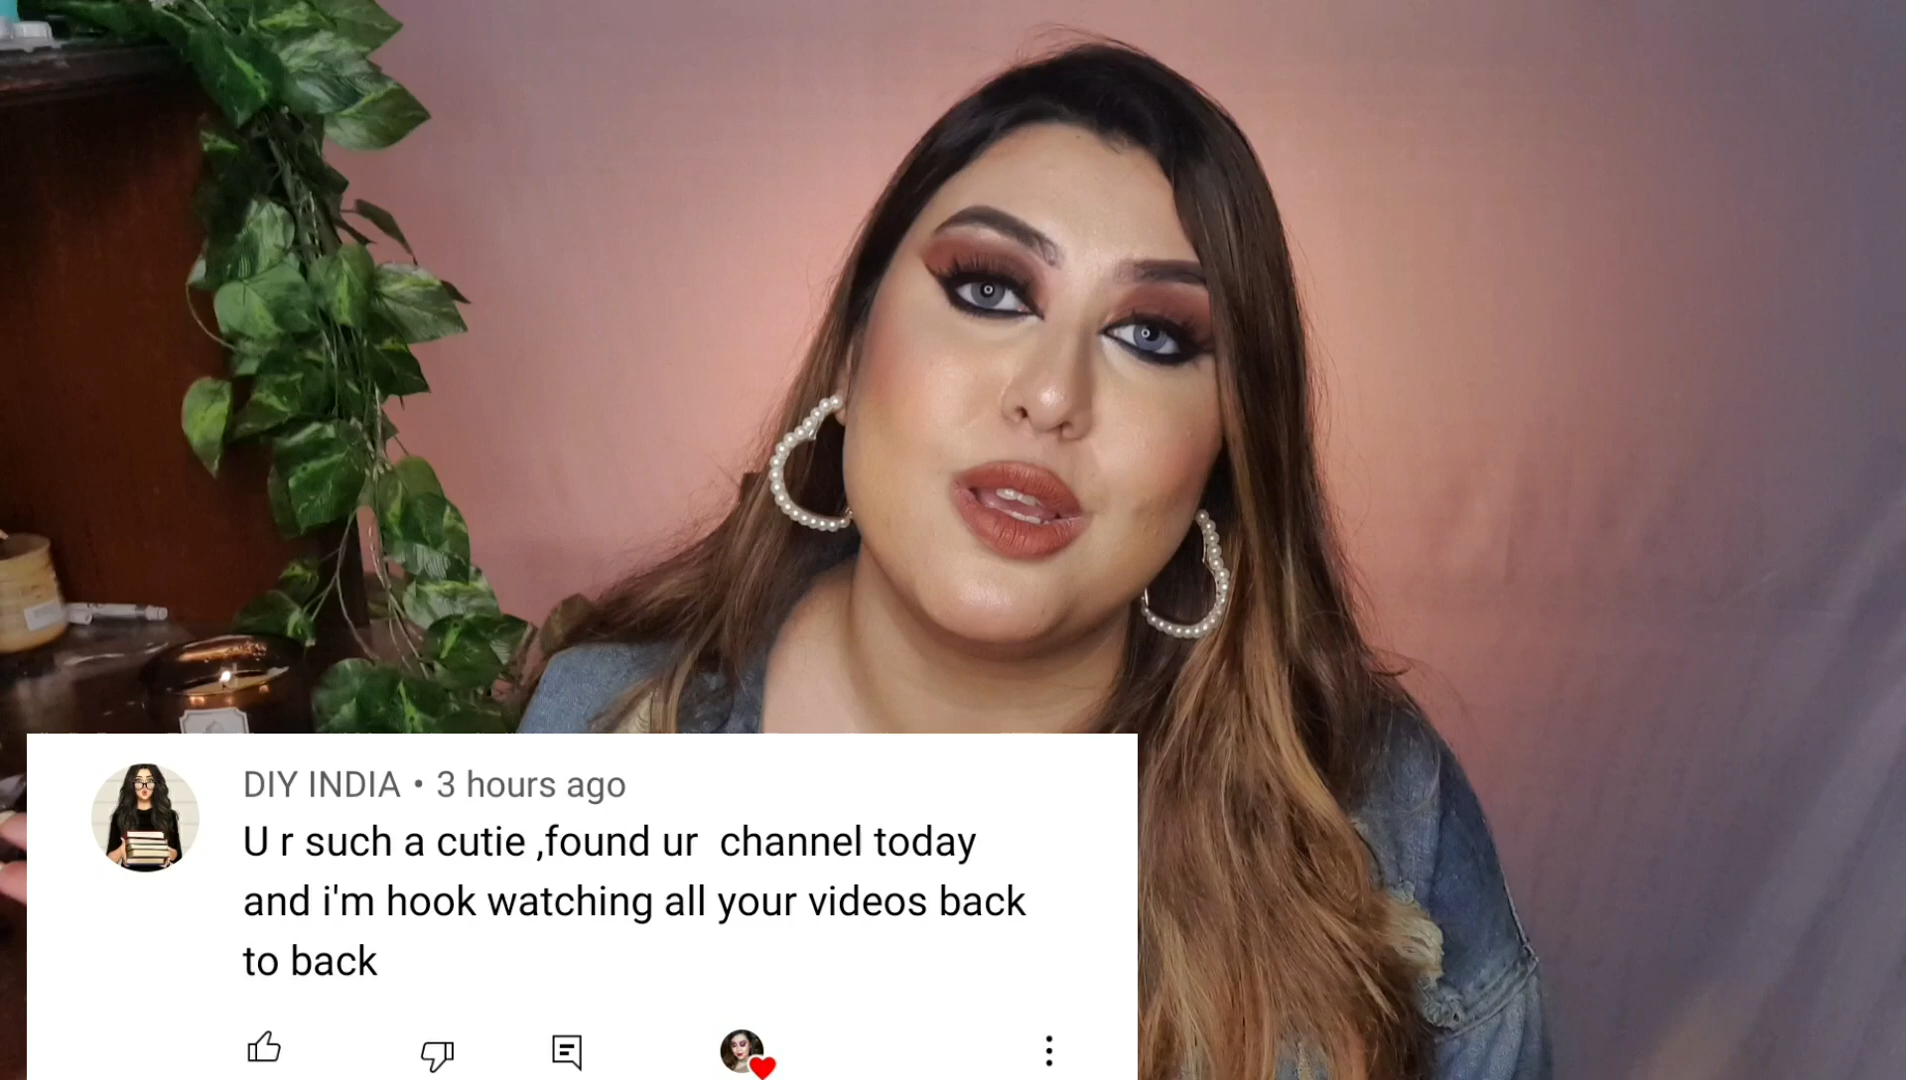 DIY INDIA • 3 hours ago
U r such a cutie ,found ur  channel today
and i'm hook watching all your videos back
to back